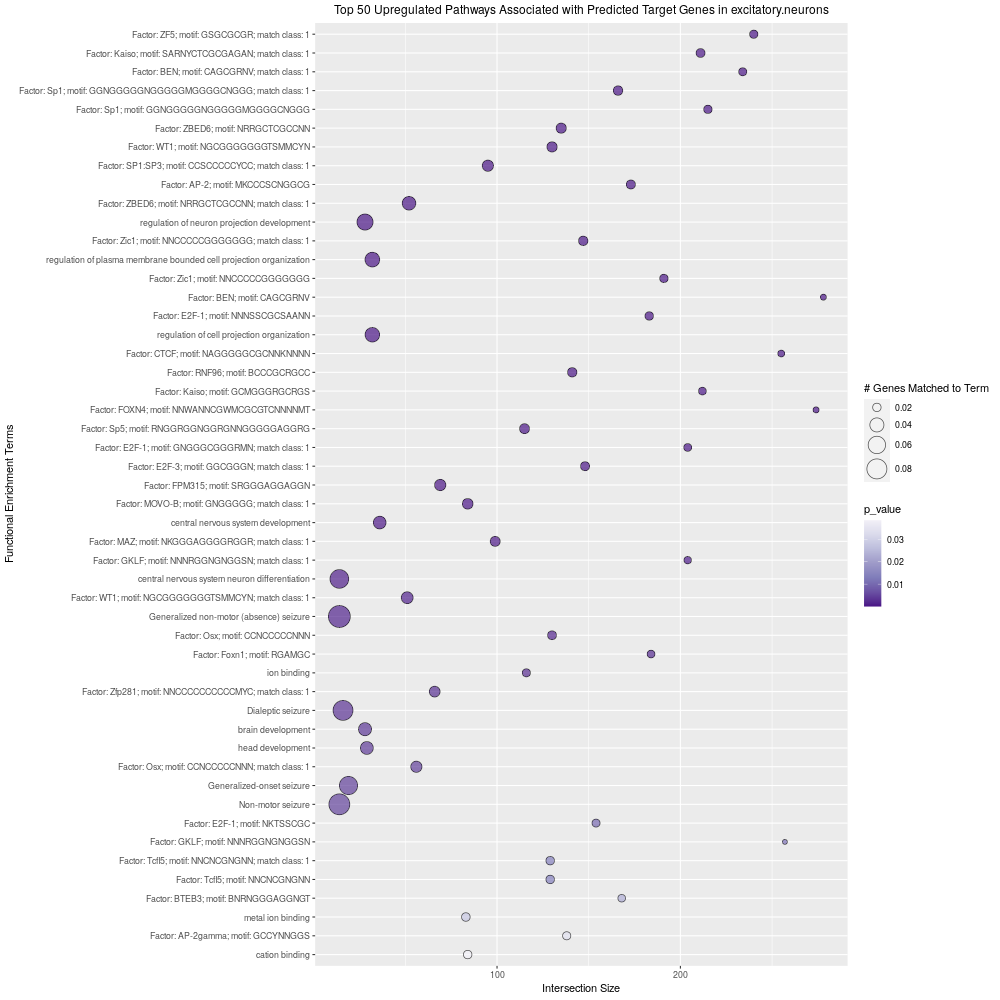 Top 50 Upregulated Pathways Associated with Predicted Target Genes in excitatory.neurons
Functional Enrichment Terms
Factor: ZF5; motif: GSGCGCGR; match class: 1
Factor: Kaiso; motif: SARNYCTCGCGAGAN; match class: 1
Factor: BEN; motif: CAGCGRNV; match class: 1
Factor: Sp1; motif: GGNGGGGGNGGGGGMGGGGCNGGG; match class: 1
Factor: Sp1; motif: GGNGGGGGNGGGGGMGGGGCNGGG
Factor: ZBED6; motif: NRRGCTCGCCNN
Factor: WT1; motif: NGCGGGGGGGTSMMCYN
Factor: SP1:SP3; motif: CCSCCCCCYCC; match class: 1
Factor: AP-2; motif: MKCCCSCNGGCG
Factor: ZBED6; motif: NRRGCTCGCCNN; match class: 1
regulation of neuron projection development
Factor: Zic1; motif: NNCCCCCGGGGGGG; match class: 1
regulation of plasma membrane bounded cell projection organization
Factor: Zic1; motif: NNCCCCCGGGGGGG
Factor: BEN; motif: CAGCGRNV
Factor: E2F-1; motif: NNNSSCGCSAANN
regulation of cell projection organization
Factor: CTCF; motif: NAGGGGGCGCNNKNNNN
Factor: RNF96; motif: BCCCGCRGCC
Factor: Kaiso; motif: GCMGGGRGCRGS
Factor: FOXN4; motif: NNWANNCGWMCGCGTCNNNNMT
Factor: Sp5; motif: RNGGRGGNGGRGNNGGGGGAGGRG
Factor: E2F-1; motif: GNGGGCGGGRMN; match class: 1
Factor: E2F-3; motif: GGCGGGN; match class: 1
Factor: FPM315; motif: SRGGGAGGAGGN
Factor: MOVO-B; motif: GNGGGGG; match class: 1
central nervous system development
Factor: MAZ; motif: NKGGGAGGGGRGGR; match class: 1
Factor: GKLF; motif: NNNRGGNGNGGSN; match class: 1
central nervous system neuron differentiation
Factor: WT1; motif: NGCGGGGGGGTSMMCYN; match class: 1
Generalized non-motor (absence) seizure
Factor: Osx; motif: CCNCCCCCNNN
Factor: Foxn1; motif: RGAMGC
ion binding
Factor: Zfp281; motif: NNCCCCCCCCCCMYC; match class: 1
Dialeptic seizure
brain development
head development
Factor: Osx; motif: CCNCCCCCNNN; match class: 1
Generalized-onset seizure
Non-motor seizure
Factor: E2F-1; motif: NKTSSCGC
Factor: GKLF; motif: NNNRGGNGNGGSN
Factor: Tcfl5; motif: NNCNCGNGNN; match class: 1
Factor: Tcfl5; motif: NNCNCGNGNN
Factor: BTEB3; motif: BNRNGGGAGGNGT
metal ion binding
Factor: AP-2gamma; motif: GCCYNNGGS
cation binding
100
200
Intersection Size
# Genes Matched to Term
0.02
0.04
0.06
0.08
p_value
0.03
0.02
0.01